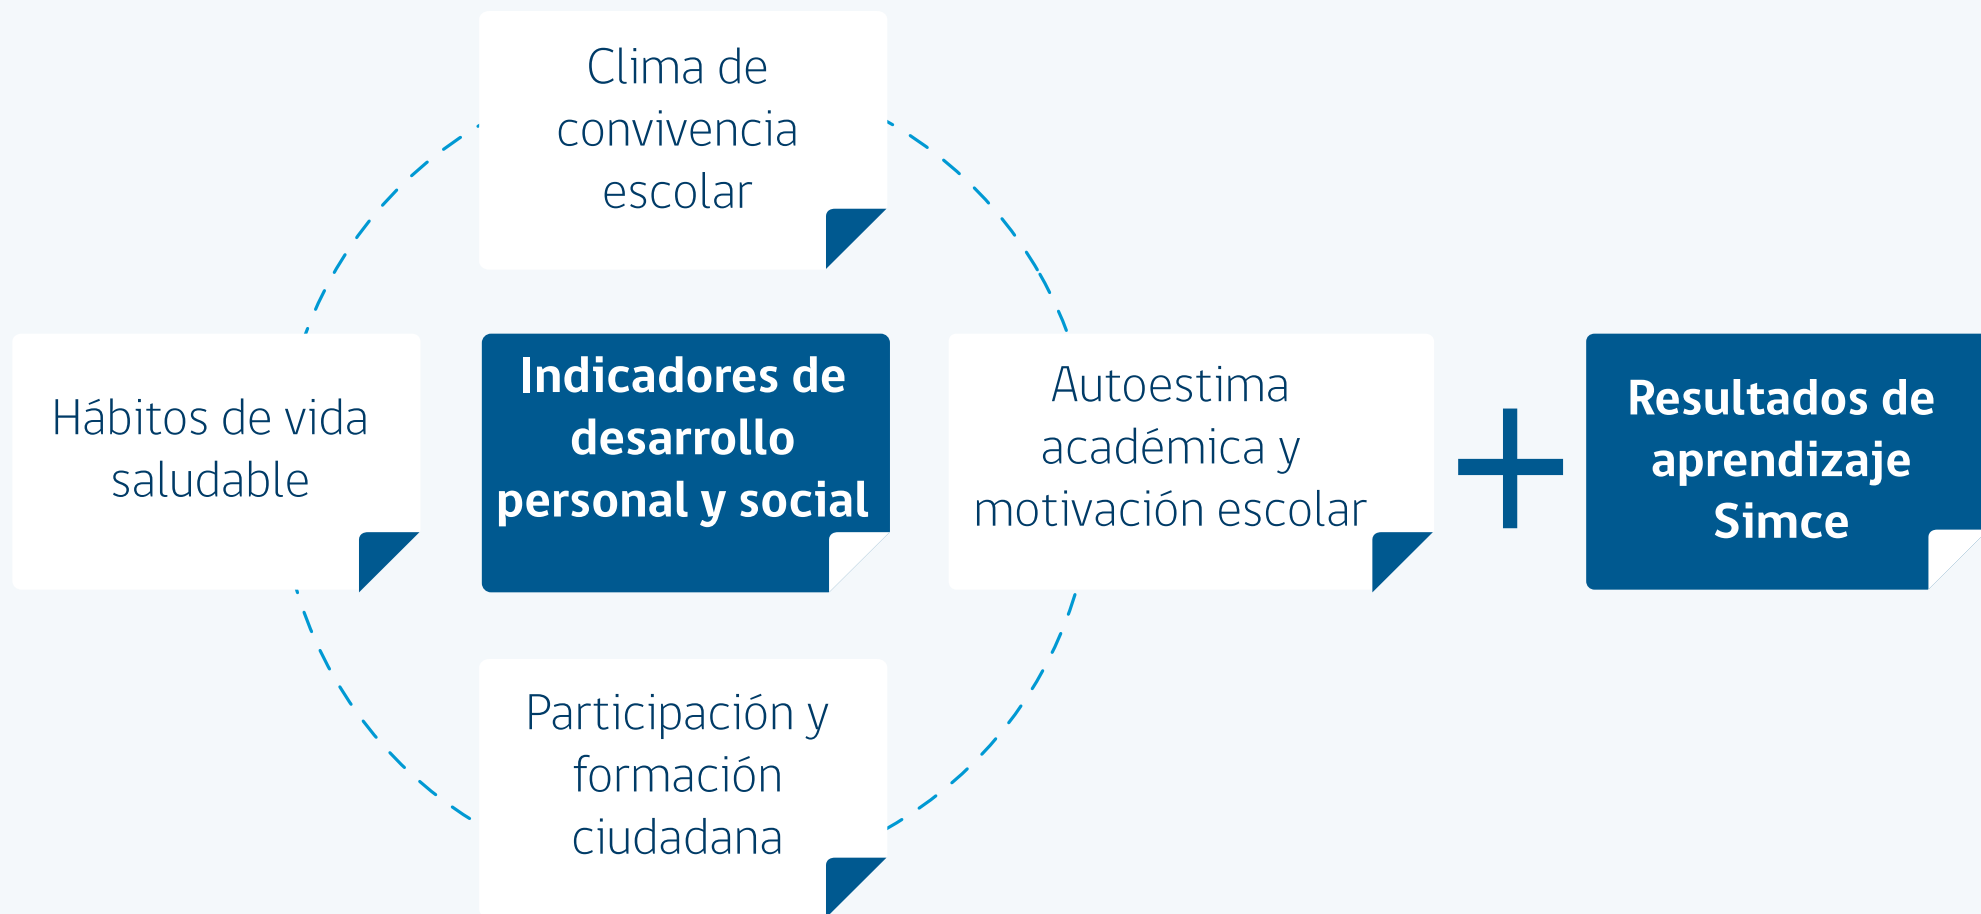 Clima de
convivencia
escolar
Hábitos de vida
saludable
Indicadores de
desarrollo
personal y social
Autoestima
académica y
motivación escolar
+
Resultados de
aprendizaje
Simce
Participación y
formación
ciudadana